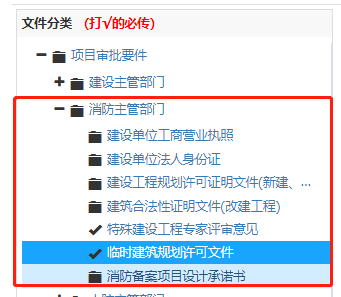 文件分类 (打√的必传)
项目审批要件
建设主管部门
消防主管部门
建设单位工商营业执照
建设单位法人身份证
建设工程规划许可证明文件(新建、...
建筑合法性证明文件(改建工程)
特殊建设工程专家评审意见
临时建筑规划许可文件
消防备案项目设计承诺书